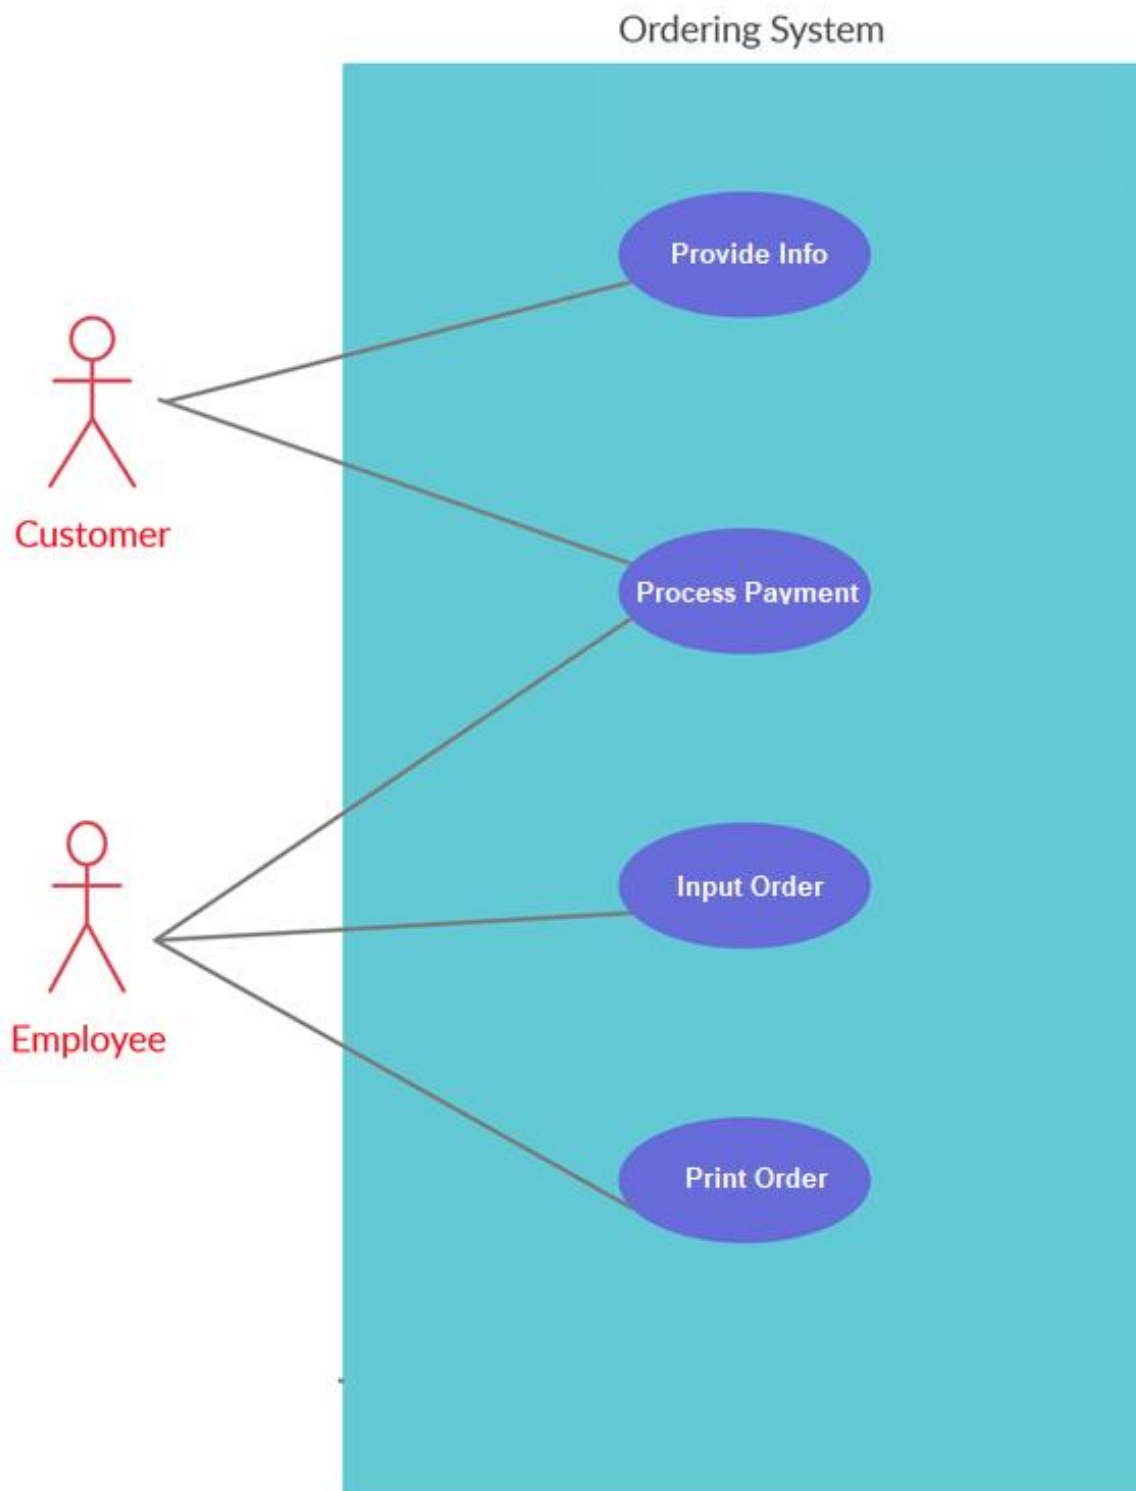 Ordering System
Provide Info
Customer
Process Payment
Input Order
Employee
Print Order